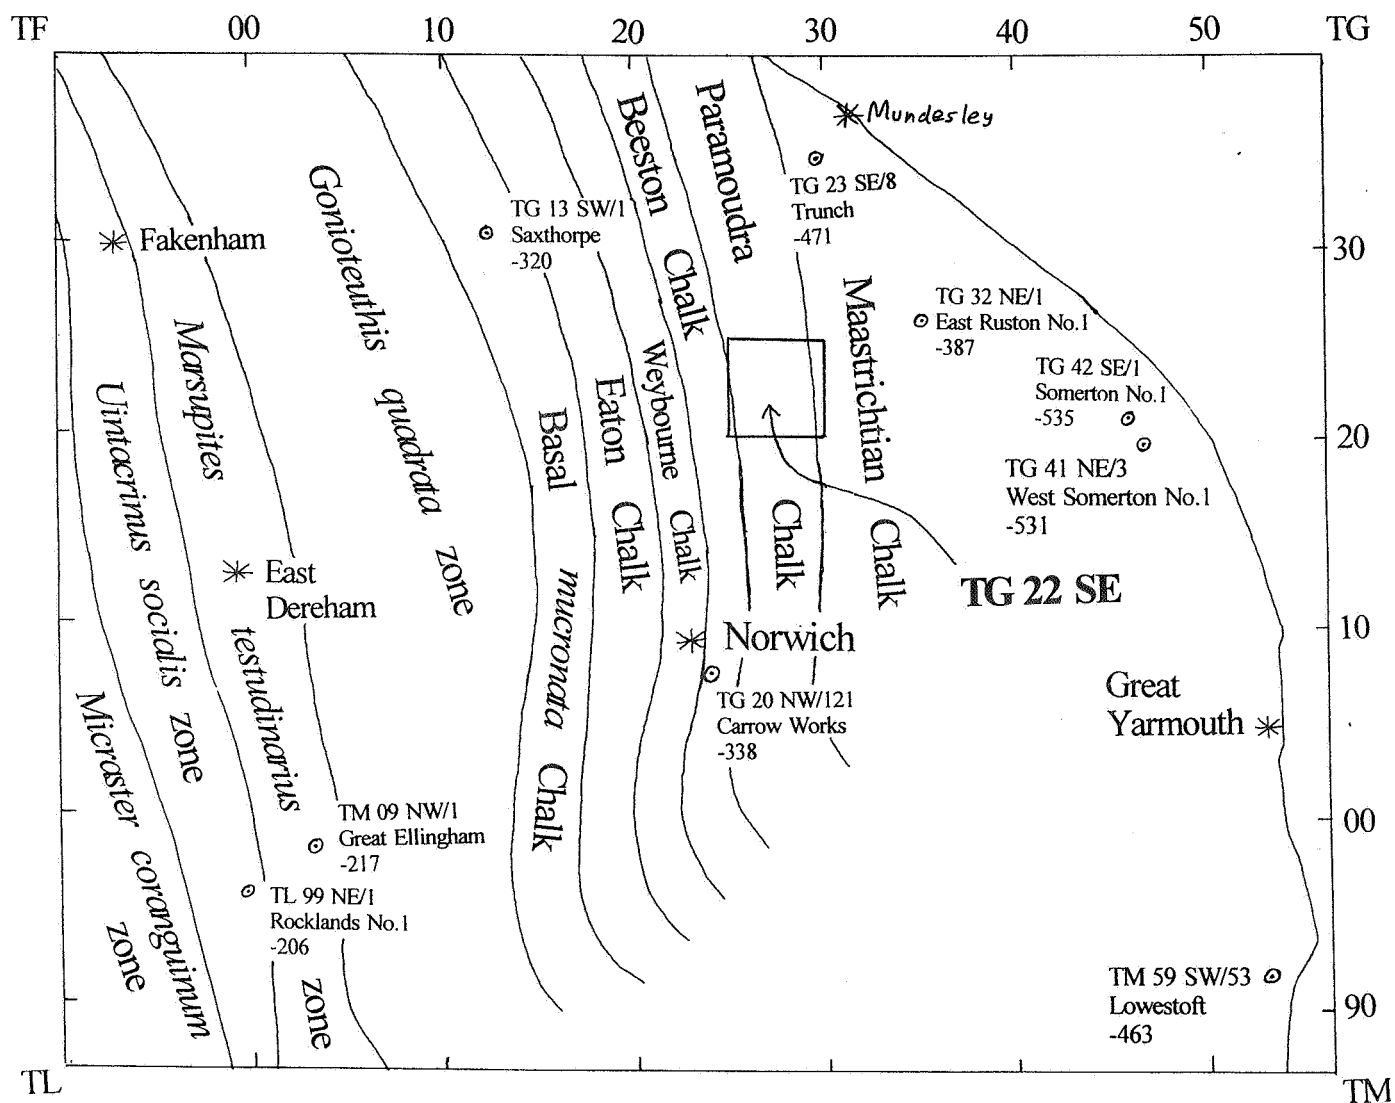 TF
00
10
20
30
40
50
TG
Mundesley
TG 23 SE/8
Trunch
-471
Beeston Chalk
Paramoudra Chalk
TG 13 SW/1
Saxthorpe
-320
Fakenham
30
Gonioteuthis quadrata zone
Marsupites testudinarius zone
Uintacrinus socialis zone
Micraster coranguinum zone
Basal mucronata Chalk
Eaton Chalk
Weybourne Chalk
Maastrichtian Chalk
TG 32 NE/1
East Ruston No.1
-387
TG 42 SE/1
Somerton No.1
-535
20
TG 41 NE/3
West Somerton No.1
-531
East
Dereham
TG 22 SE
10
Norwich
TG 20 NW/121
Carrow Works
-338
Great
Yarmouth
TM 09 NW/1
Great Ellingham
-217
00
TL 99 NE/1
Rocklands No.1
-206
TM 59 SW/53
Lowestoft
-463
90
TL
TM